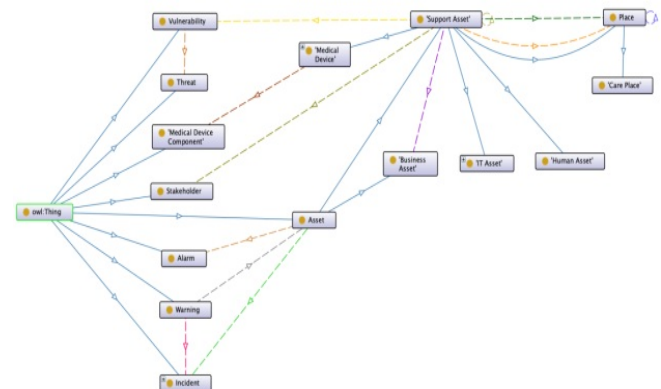 Vulnerability
'Support Asset'
Place
'Medical
Device'
Threat
'Care Place'
'Medical Device
Component'
'Business
Asset'
'IT Asset'
'Human Asset'
Stakeholder
owl:Thing
Asset
Alarm
Warning
Incident